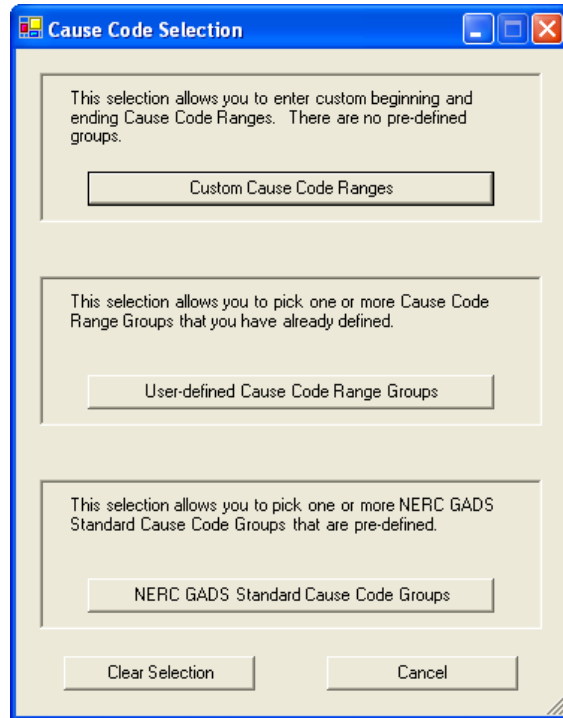 Cause Code Selection
This selection allows you to enter custom beginning and
ending Cause Code Ranges.  There are no pre-defined
groups.
Custom Cause Code Ranges
This selection allows you to pick one or more Cause Code
Range Groups that you have already defined.
User-defined Cause Code Range Groups
This selection allows you to pick one or more NERC GADS
Standard Cause Code Groups that are pre-defined.
NERC GADS Standard Cause Code Groups
Clear Selection
Cancel